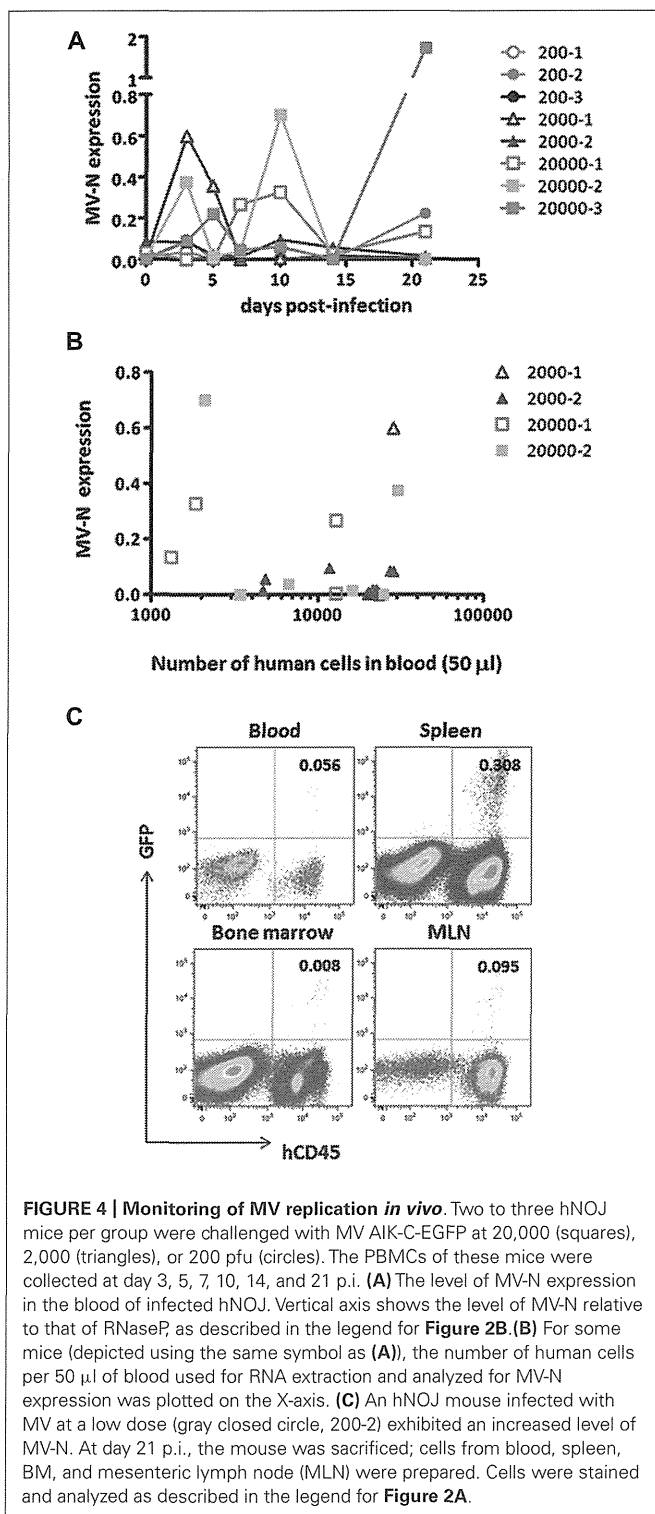 A
MV-N expression
2
1
0.8
0.6
0.4
0.2
0.0
0 5 10 15 20 25
days post-infection
200-1
200-2
200-3
2000-1
2000-2
20000-1
20000-2
20000-3
B
MV-N expression
0.8
0.6
0.4
0.2
0.0
1000 10000 100000
Number of human cells in blood (50 µl)
2000-1
2000-2
20000-1
20000-2
C
Blood
0.056
Spleen
0.308
Bone marrow
0.008
MLN
0.095
GFP
hCD45
FIGURE 4 | Monitoring of MV replication in vivo. Two to three hNOJ
mice per group were challenged with MV AIK-C-EGFP at 20,000 (squares),
2,000 (triangles), or 200 pfu (circles). The PBMCs of these mice were
collected at day 3, 5, 7, 10, 14, and 21 p.i. (A) The level of MV-N expression
in the blood of infected hNOJ. Vertical axis shows the level of MV-N relative
to that of RNaseP, as described in the legend for Figure 2B.(B) For some
mice (depicted using the same symbol as (A)), the number of human cells
per 50 µl of blood used for RNA extraction and analyzed for MV-N
expression was plotted on the X-axis. (C) An hNOJ mouse infected with
MV at a low dose (gray closed circle, 200-2) exhibited an increased level of
MV-N. At day 21 p.i., the mouse was sacrificed; cells from blood, spleen,
BM, and mesenteric lymph node (MLN) were prepared. Cells were stained
and analyzed as described in the legend for Figure 2A.